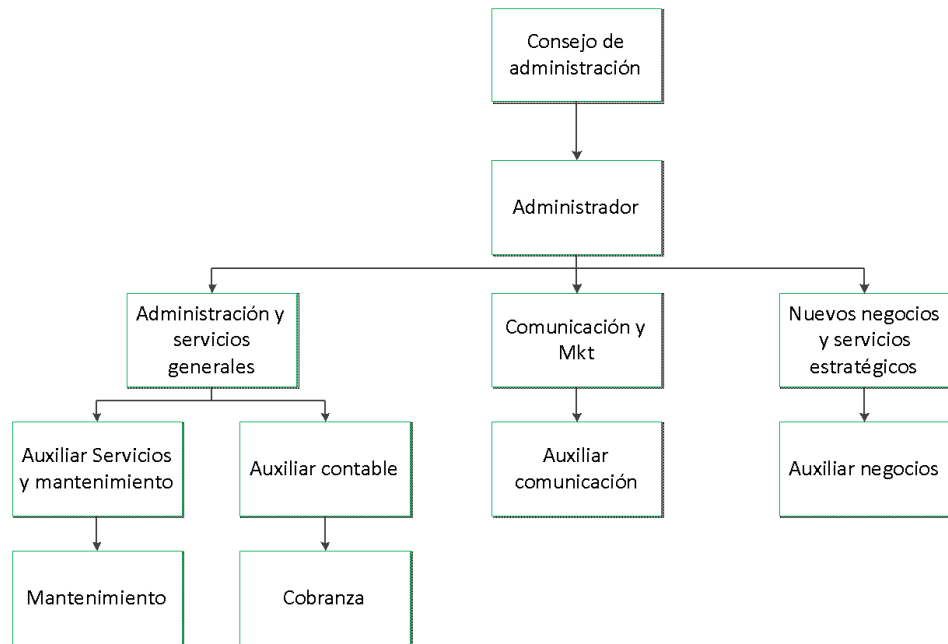 Consejo de
administración
Administrador
Administración y
servicios
generales
Comunicación y
Mkt
Nuevos negocios
y servicios
estratégicos
Auxiliar Servicios
y mantenimiento
Auxiliar contable
Auxiliar
comunicación
Auxiliar negocios
Mantenimiento
Cobranza